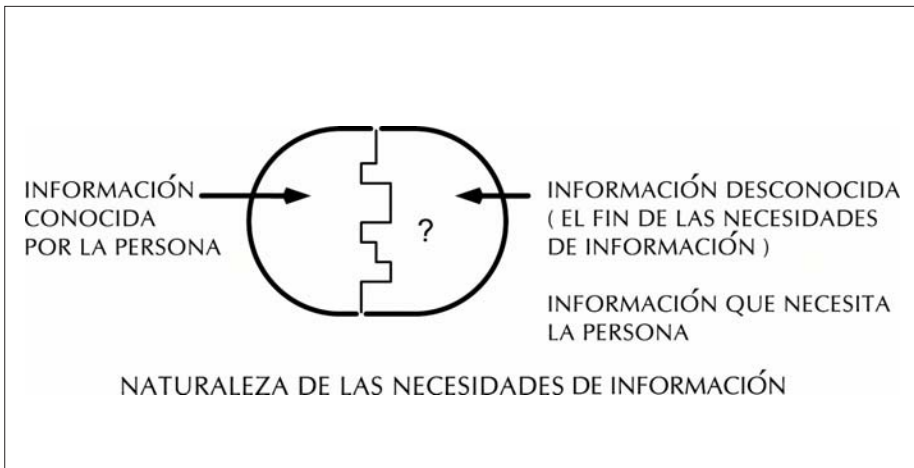 INFORMACIÓN
CONOCIDA
POR LA PERSONA
?
INFORMACIÓN DESCONOCIDA
( EL FIN DE LAS NECESIDADES
DE INFORMACIÓN )
INFORMACIÓN QUE NECESITA
LA PERSONA
NATURALEZA DE LAS NECESIDADES DE INFORMACIÓN